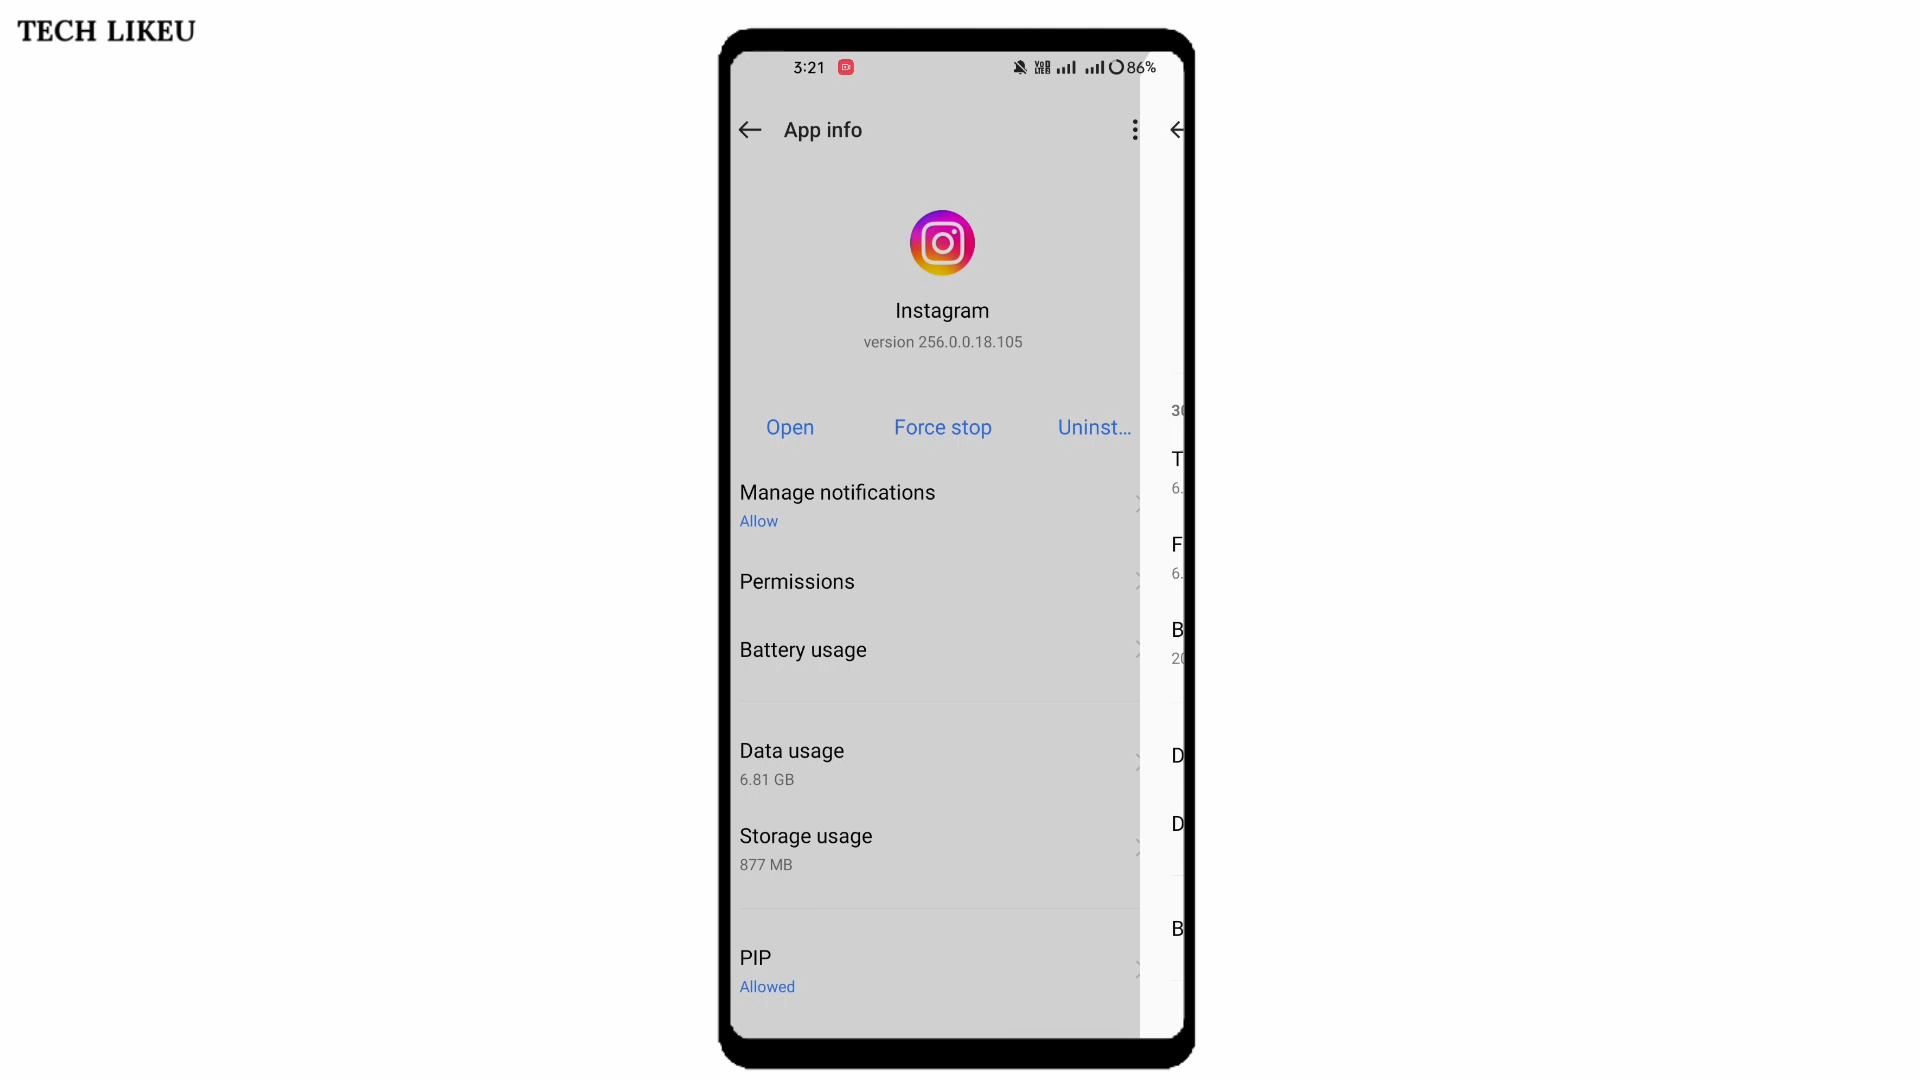 TECH LIKEU
3:21 86%
App info
Instagram
version 256.0.0.18.105
Open Force stop Uninst...
Manage notifications
Allow
Permissions
Battery usage
Data usage
6.81 GB
Storage usage
877 MB
PIP
Allowed
T
6.
F
B
D
D
B